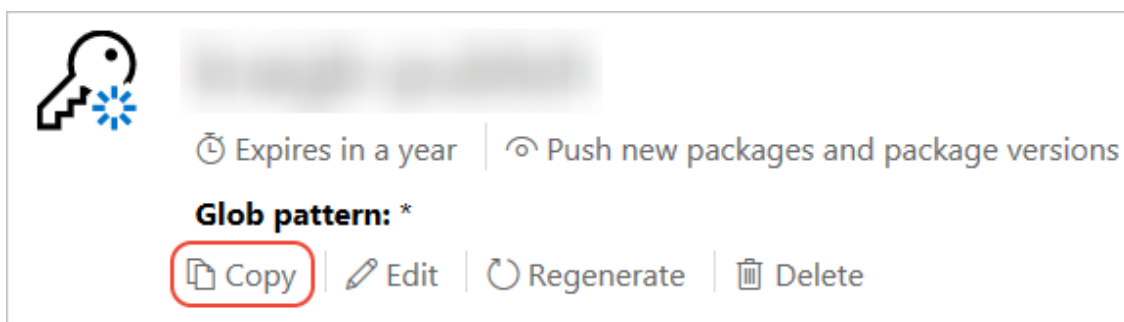 Expires in a year Push new packages and package versions
Glob pattern: *
Copy Edit Regenerate Delete